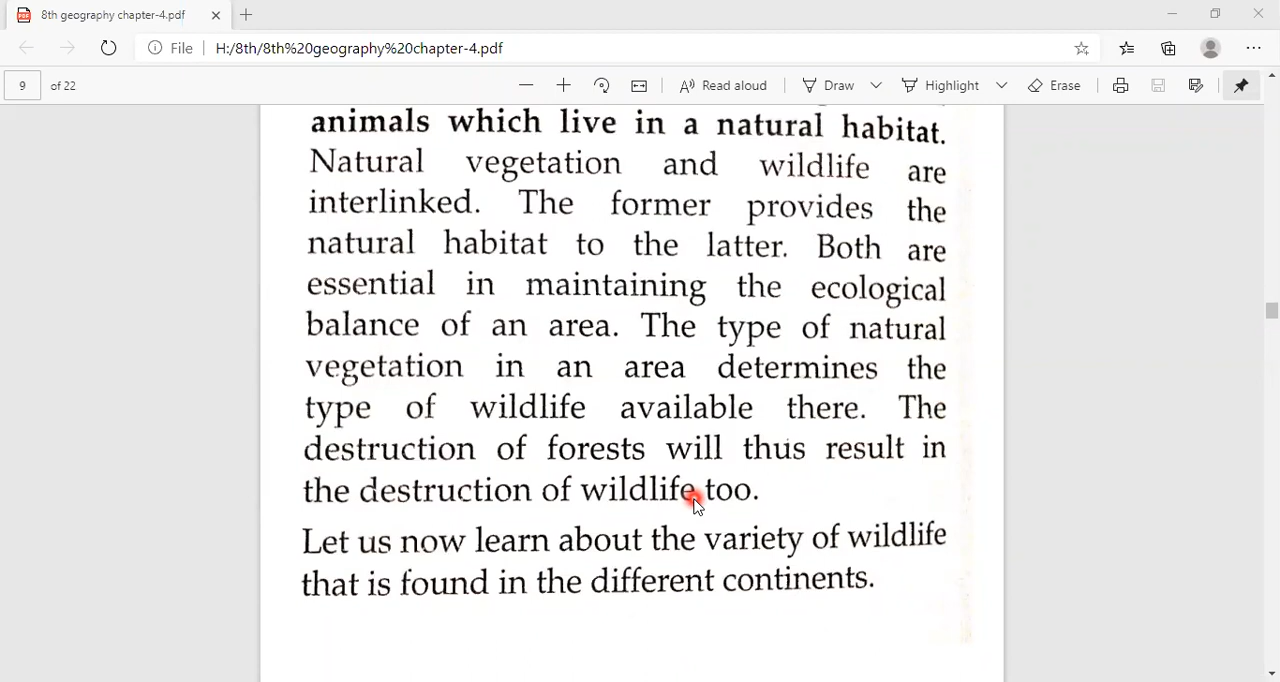 8th geography chapter-4.pdf
File H:/8th/8th%20geography%20chapter-4.pdf
9 of 22 Read aloud Draw Highlight Erase
animals which live in a natural habitat.
Natural vegetation and wildlife are
interlinked. The former provides the
natural habitat to the latter. Both are
essential in maintaining the ecological
balance of an area. The type of natural
vegetation in an area determines the
type of wildlife available there. The
destruction of forests will thus result in
the destruction of wildlife too.
Let us now learn about the variety of wildlife
that is found in the different continents.